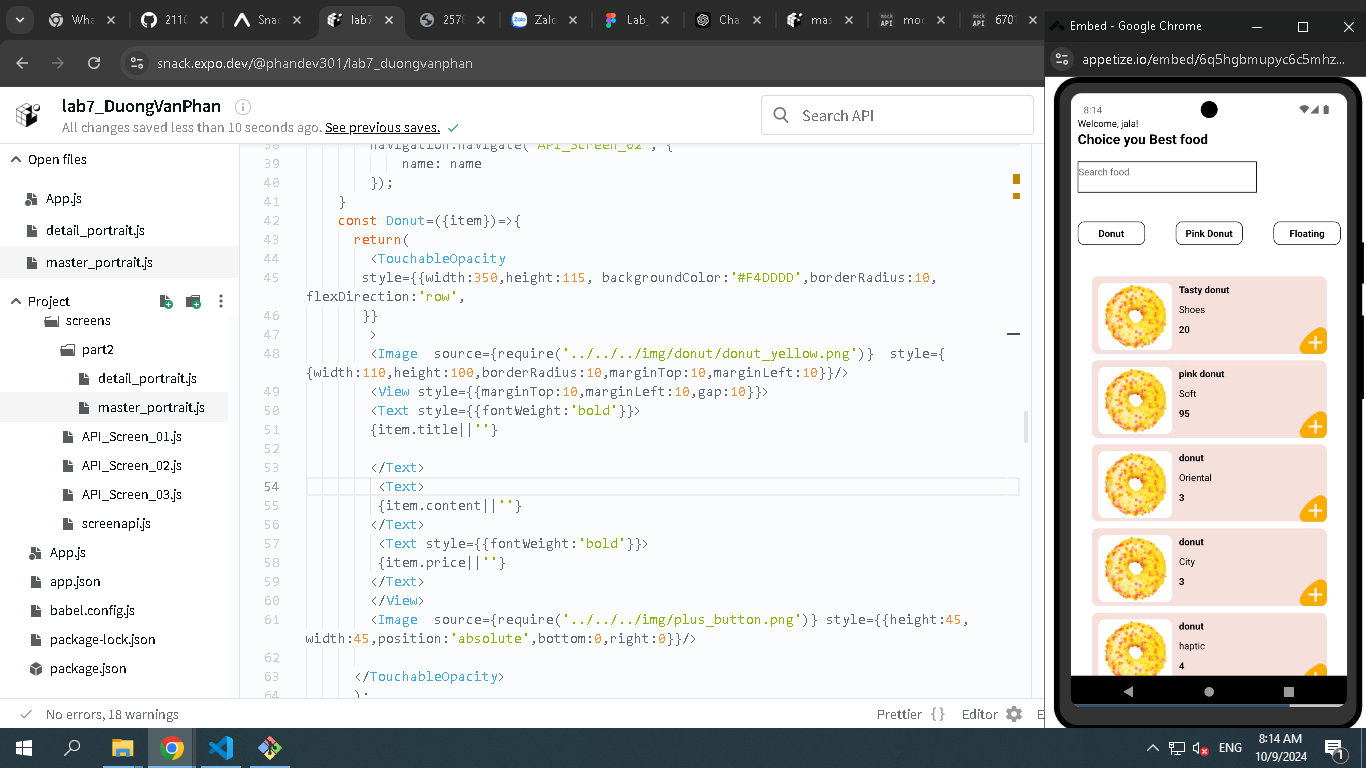 Wha
2110
Snac
lab7
2578
Zalo
Lab_
Cha
mas
moc
6701
snack.expo.dev/@phandev301/lab7_duongvanphan
lab7_DuongVanPhan
All changes saved less than 10 seconds ago. See previous saves.
Search API
Open files
App.js
detail_portrait.js
master_portrait.js
Project
screens
part2
detail_portrait.js
master_portrait.js
API_Screen_01.js
API_Screen_02.js
API_Screen_03.js
screenapi.js
App.js
app.json
babel.config.js
package-lock.json
package.json
38 navigation.navigate('API_Screen_02', {
39 name: name
40 });
41 }
42 const Donut=({item})=>{
43 return(
44 <TouchableOpacity
45 style={{width:350,height:115, backgroundColor:'#F4DDDD',borderRadius:10,
flexDirection:'row',
46 }}
47 >
48 <Image source={require('../../../img/donut/donut_yellow.png')} style={
{width:110,height:100,borderRadius:10,marginTop:10,marginLeft:10}}/>
49 <View style={{marginTop:10,marginLeft:10,gap:10}}>
50 <Text style={{fontWeight:'bold'}}>
51 {item.title||''}
52
53 </Text>
54 <Text>
55 {item.content||''}
56 </Text>
57 <Text style={{fontWeight:'bold'}}>
58 {item.price||''}
59 </Text>
60 </View>
61 <Image source={require('../../../img/plus_button.png')} style={{height:45,
width:45,position:'absolute',bottom:0,right:0}}/>
62
63 </TouchableOpacity>
64 );
No errors, 18 warnings
Prettier {}
Editor
E
Embed - Google Chrome
appetize.io/embed/6q5hgbmupyc6c5mhz...
8:14
Welcome, jala!
Choice you Best food
Search food
Donut
Pink Donut
Floating
Tasty donut
Shoes
20
pink donut
Soft
95
donut
Oriental
3
donut
City
3
donut
haptic
4
ENG
8:14 AM
10/9/2024
1